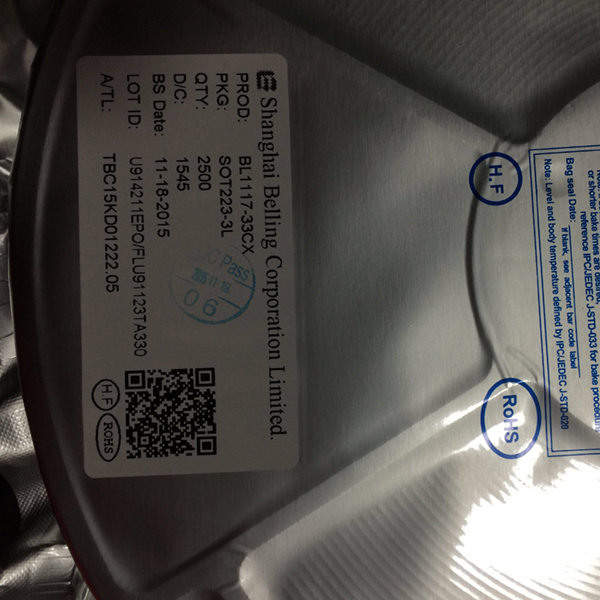 Shanghai Belling Corporation Limited.
PROD: BL1117-33CX
PKG: SOT223-3L
QTY: 2500
D/C: 1545
BS Date: 11-18-2015
LOT ID: U914211EPO/FLU91123TA330
A/TL: TBC15KD01222.05
Pass
06
H.F
ROHS
H.F
RoHS
or shorter bake times are desired,
reference IPC/JEDEC J-STD-033 for bake procedure
Bag seal Date:
If blank, see adjacent bar code label
Note: Level and body temperature defined by IPC/JEDEC J-STD-020